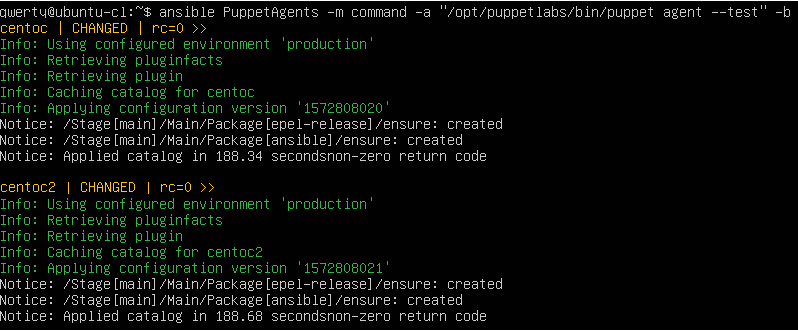 qwerty@ubuntu-cl:~$ ansible PuppetAgents -m command -a "/opt/puppetlabs/bin/puppet agent --test" -b
centoc | CHANGED | rc=0 >>
Info: Using configured environment 'production'
Info: Retrieving pluginfacts
Info: Retrieving plugin
Info: Caching catalog for centoc
Info: Applying configuration version '1572808020'
Notice: /Stage[main]/Main/Package[epel-release]/ensure: created
Notice: /Stage[main]/Main/Package[ansible]/ensure: created
Notice: Applied catalog in 188.34 secondsnon-zero return code
centoc2 | CHANGED | rc=0 >>
Info: Using configured environment 'production'
Info: Retrieving pluginfacts
Info: Retrieving plugin
Info: Caching catalog for centoc2
Info: Applying configuration version '1572808021'
Notice: /Stage[main]/Main/Package[epel-release]/ensure: created
Notice: /Stage[main]/Main/Package[ansible]/ensure: created
Notice: Applied catalog in 188.68 secondsnon-zero return code